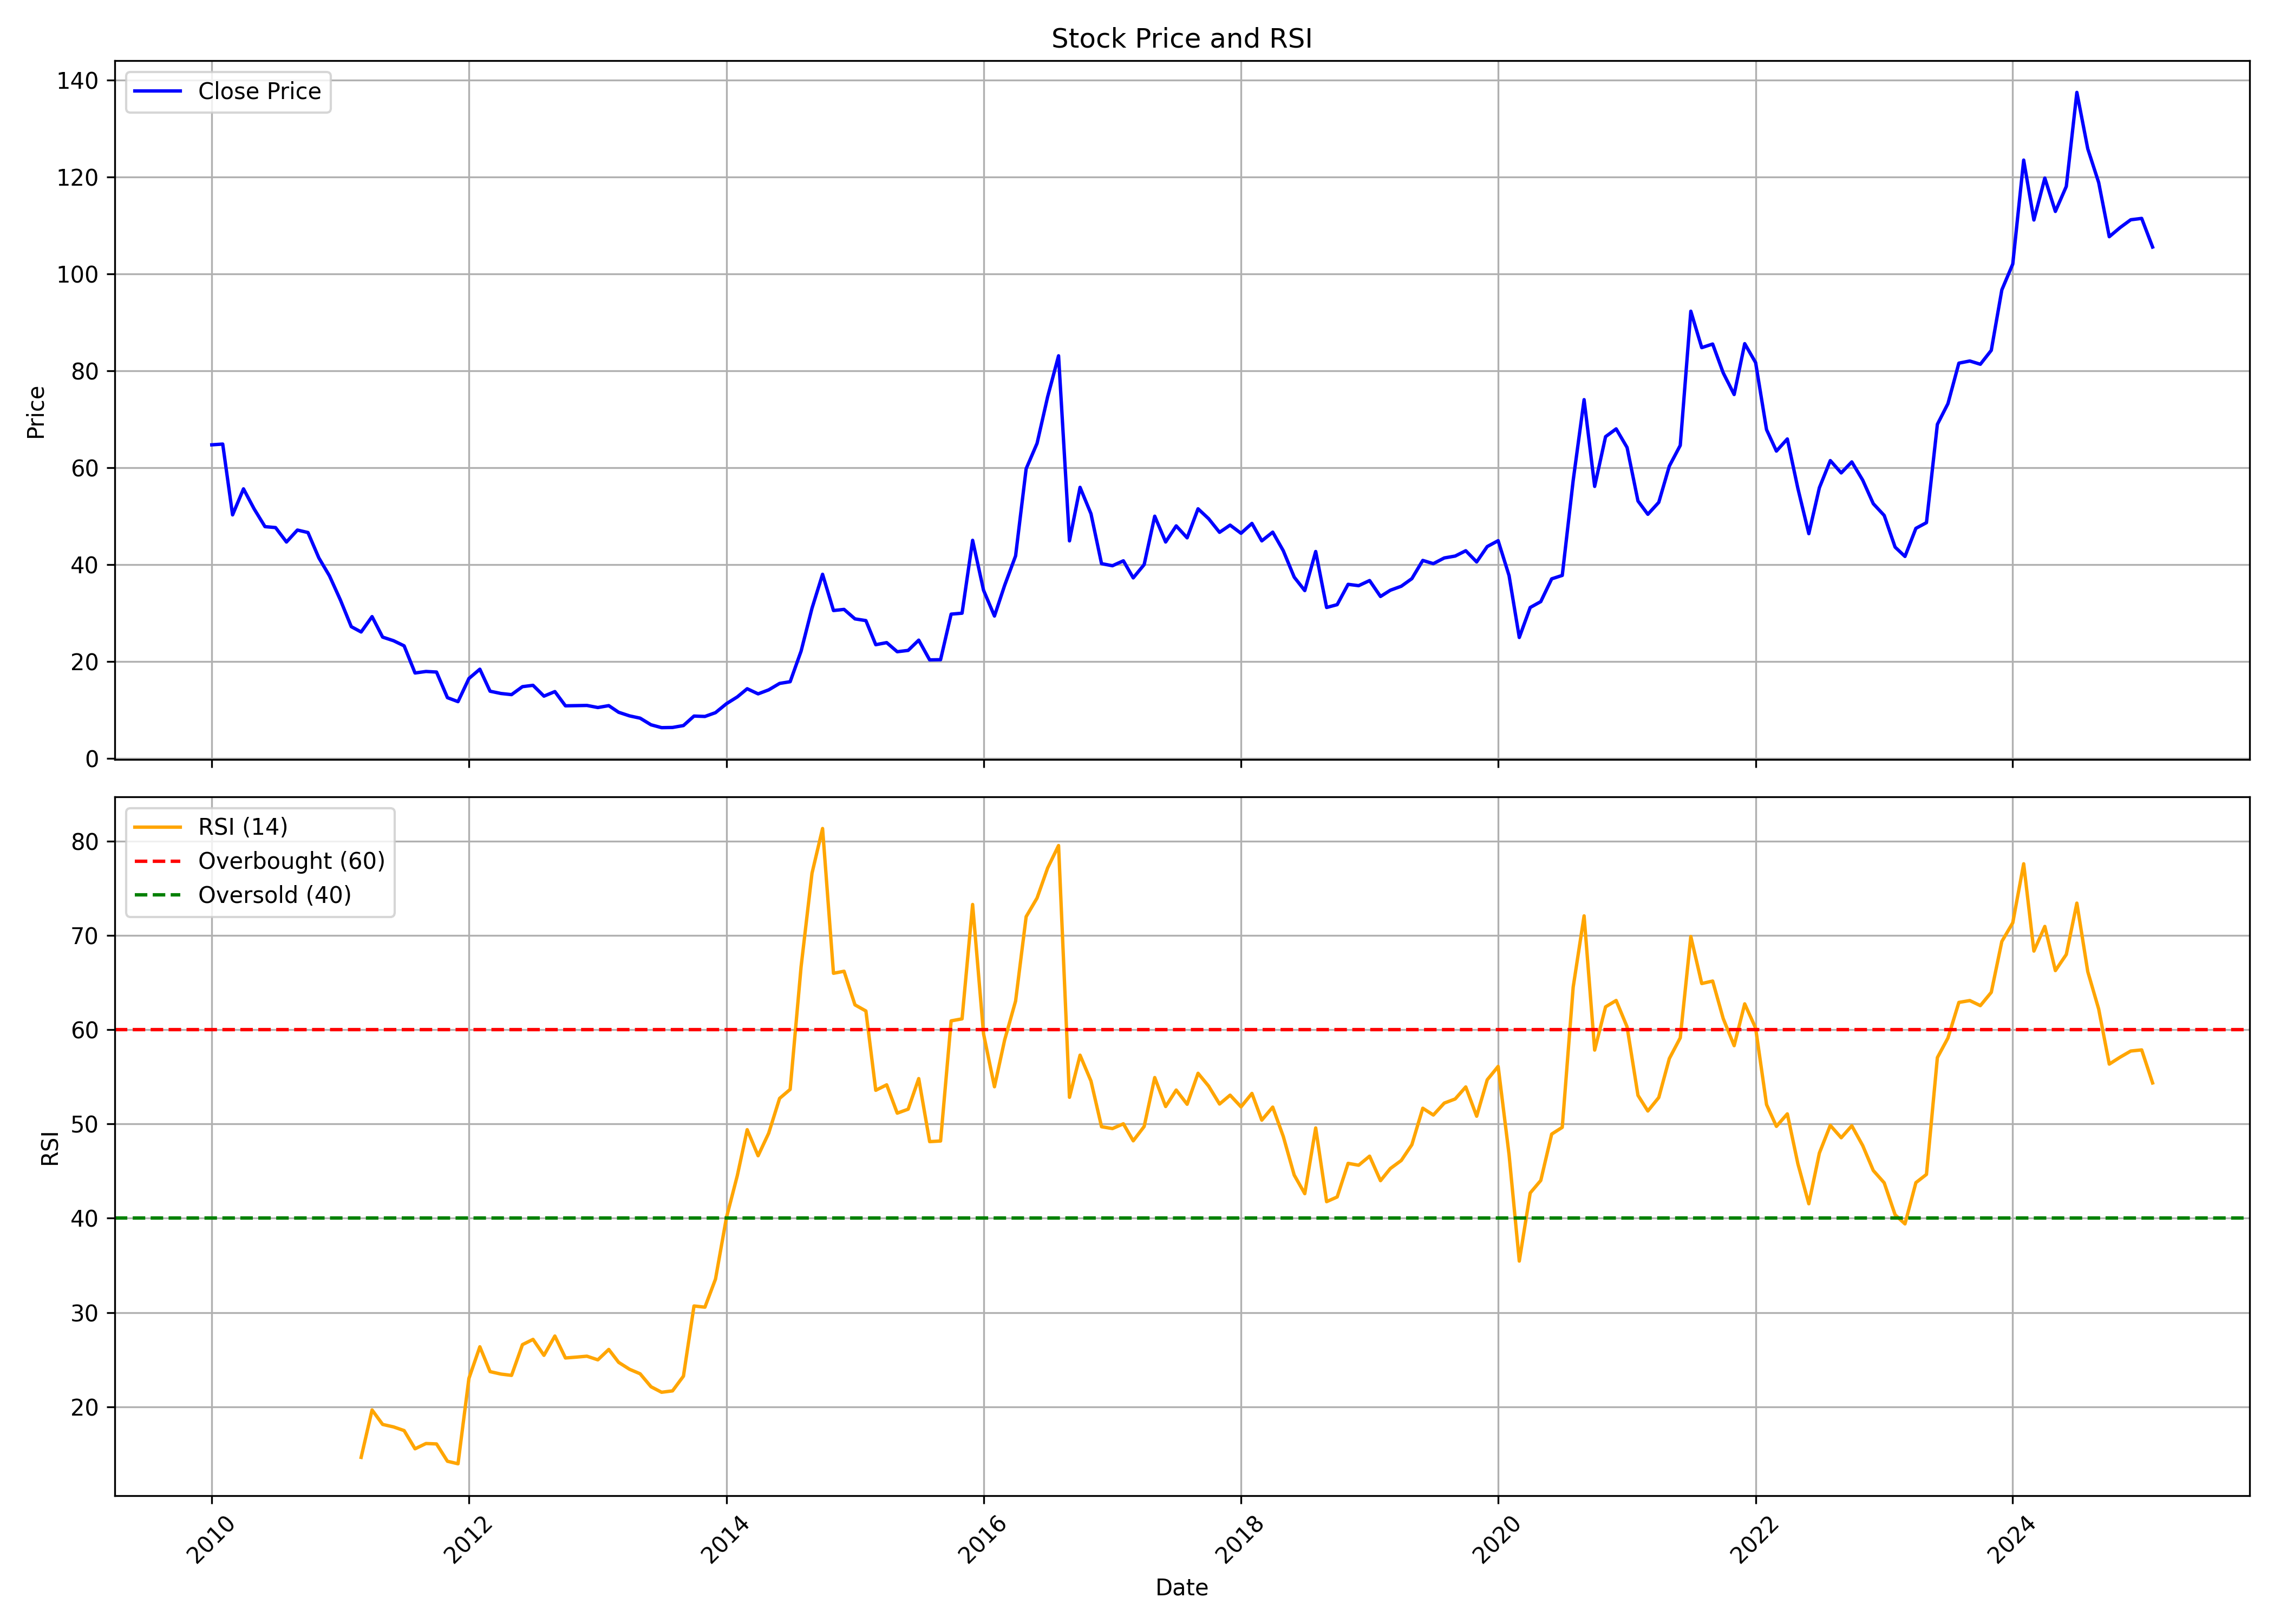 Stock Price and RSI
Close Price
140
120
100
80
60
40
20
0
Price
RSI (14)
Overbought (60)
Oversold (40)
80
70
60
50
40
30
20
RSI
2010
2012
2014
2016
2018
2020
2022
2024
Date